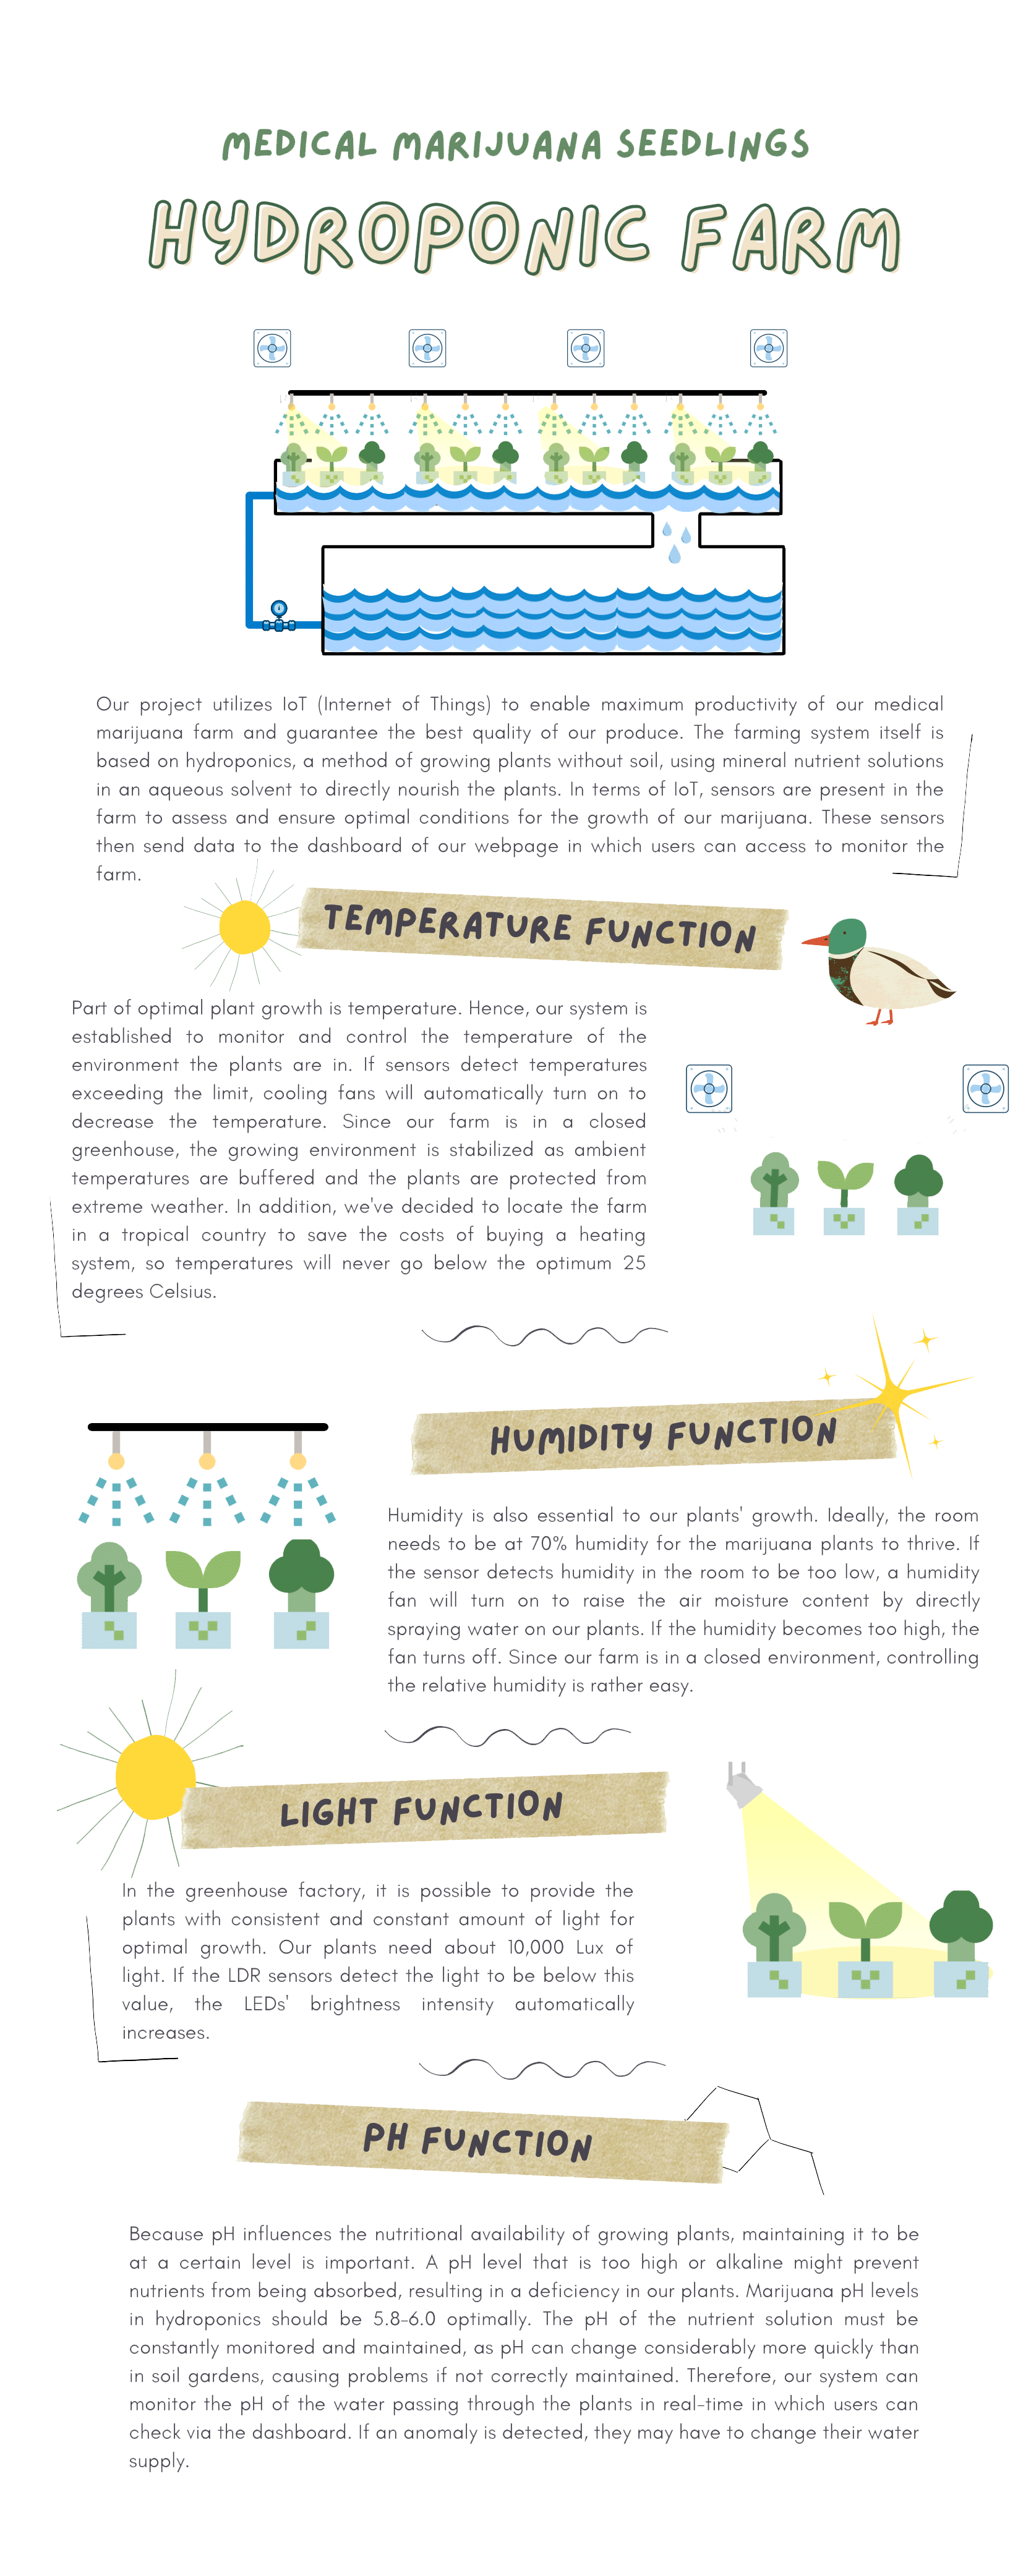 MEDICAL MARIJUANA SEEDLINGS
HYDROPONIC FARM
Our project utilizes IoT (Internet of Things) to enable maximum productivity of our medical
marijuana farm and guarantee the best quality of our produce. The farming system itself is
based on hydroponics, a method of growing plants without soil, using mineral nutrient solutions
in an aqueous solvent to directly nourish the plants. In terms of IoT, sensors are present in the
farm to assess and ensure optimal conditions for the growth of our marijuana. These sensors
then send data to the dashboard of our webpage in which users can access to monitor the
farm.
TEMPERATURE FUNCTION
Part of optimal plant growth is temperature. Hence, our system is
established to monitor and control the temperature of the
environment the plants are in. If sensors detect temperatures
exceeding the limit, cooling fans will automatically turn on to
decrease the temperature. Since our farm is in a closed
greenhouse, the growing environment is stabilized as ambient
temperatures are buffered and the plants are protected from
extreme weather. In addition, we've decided to locate the farm
in a tropical country to save the costs of buying a heating
system, so temperatures will never go below the optimum 25
degrees Celsius.
HUMIDITY FUNCTION
Humidity is also essential to our plants' growth. Ideally, the room
needs to be at 70% humidity for the marijuana plants to thrive. If
the sensor detects humidity in the room to be too low, a humidity
fan will turn on to raise the air moisture content by directly
spraying water on our plants. If the humidity becomes too high, the
fan turns off. Since our farm is in a closed environment, controlling
the relative humidity is rather easy.
LIGHT FUNCTION
In the greenhouse factory, it is possible to provide the
plants with consistent and constant amount of light for
optimal growth. Our plants need about 10,000 Lux of
light. If the LDR sensors detect the light to be below this
value, the LEDs' brightness intensity automatically
increases.
PH FUNCTION
Because pH influences the nutritional availability of growing plants, maintaining it to be
at a certain level is important. A pH level that is too high or alkaline might prevent
nutrients from being absorbed, resulting in a deficiency in our plants. Marijuana pH levels
in hydroponics should be 5.8-6.0 optimally. The pH of the nutrient solution must be
constantly monitored and maintained, as pH can change considerably more quickly than
in soil gardens, causing problems if not correctly maintained. Therefore, our system can
monitor the pH of the water passing through the plants in real-time in which users can
check via the dashboard. If an anomaly is detected, they may have to change their water
supply.